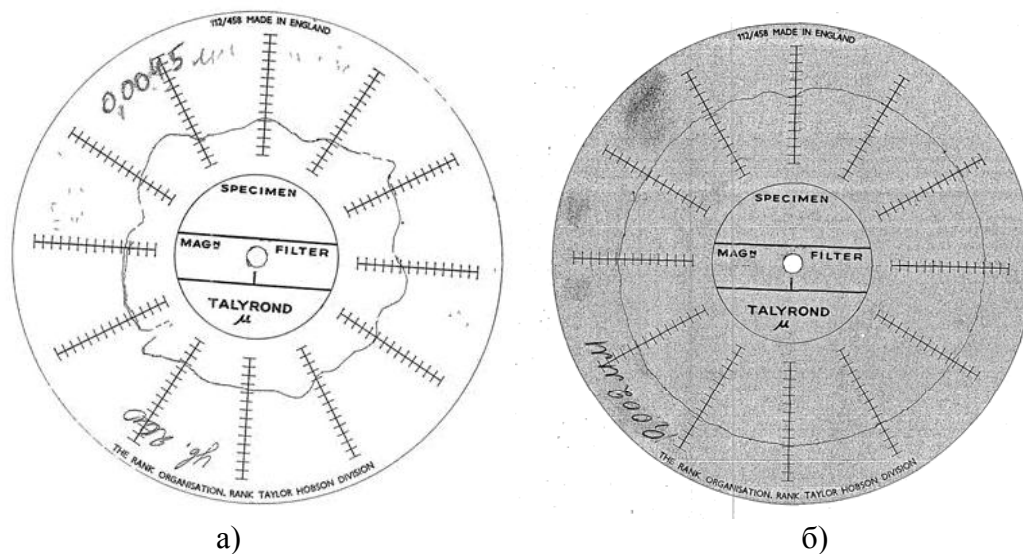 112/458 MADE IN ENGLAND
0,0045 мм
SPECIMEN
MAGᴺ FILTER
TALYROND
μ
THE RANK ORGANISATION. RANK TAYLOR HOBSON DIVISION
а)
112/458 MADE IN ENGLAND
SPECIMEN
MAGᴺ FILTER
TALYROND
μ
0,002 мм
THE RANK ORGANISATION. RANK TAYLOR HOBSON DIVISION
б)